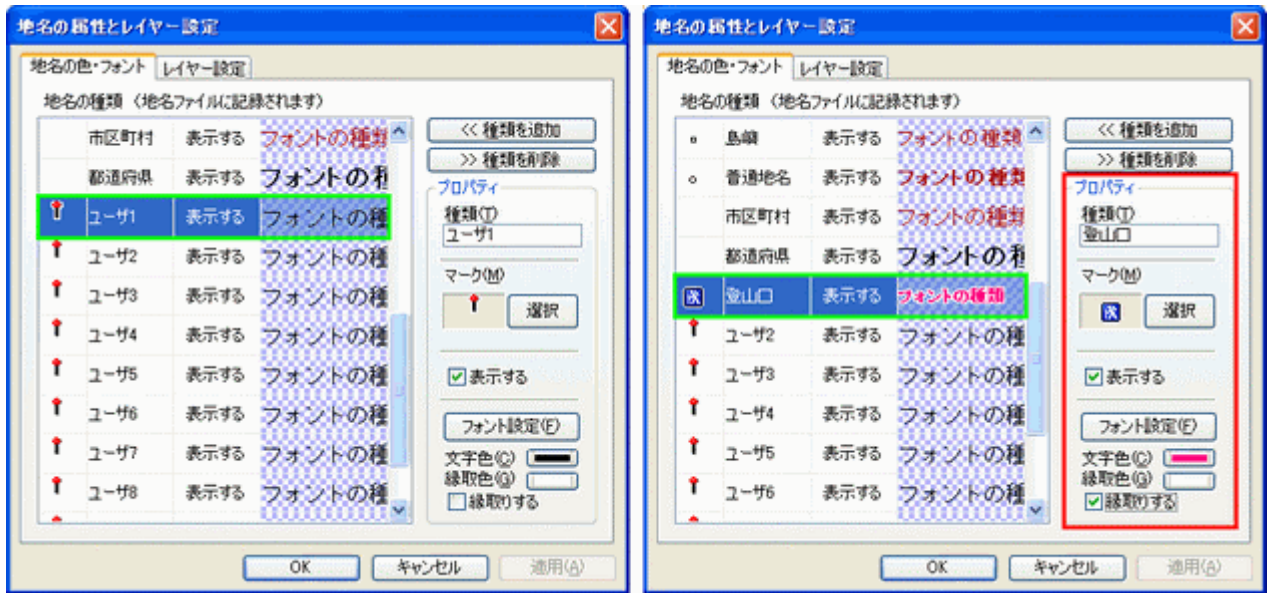 地名の属性とレイヤー設定
地名の色・フォント レイヤー設定
地名の種類 (地名ファイルに記録されます)
市区町村 表示する フォントの種類
都道府県 表示する フォントの種
ユーザ1 表示する フォントの種
ユーザ2 表示する フォントの種
ユーザ3 表示する フォントの種
ユーザ4 表示する フォントの種
ユーザ5 表示する フォントの種
ユーザ6 表示する フォントの種
ユーザ7 表示する フォントの種
ユーザ8 表示する フォントの種
<< 種類を追加
>> 種類を削除
プロパティ
種類(T)
ユーザ1
マーク(M)
選択
表示する
フォント設定(F)
文字色(C)
縁取色(G)
縁取りする
OK キャンセル 適用(A)
地名の属性とレイヤー設定
地名の色・フォント レイヤー設定
地名の種類 (地名ファイルに記録されます)
島嶼 表示する フォントの種類
普通地名 表示する フォントの種類
市区町村 表示する フォントの種類
都道府県 表示する フォントの種
登山口 表示する フォントの種類
ユーザ2 表示する フォントの種
ユーザ3 表示する フォントの種
ユーザ4 表示する フォントの種
ユーザ5 表示する フォントの種
ユーザ6 表示する フォントの種
<< 種類を追加
>> 種類を削除
プロパティ
種類(T)
登山口
マーク(M)
選択
表示する
フォント設定(F)
文字色(C)
縁取色(G)
縁取りする
OK キャンセル 適用(A)